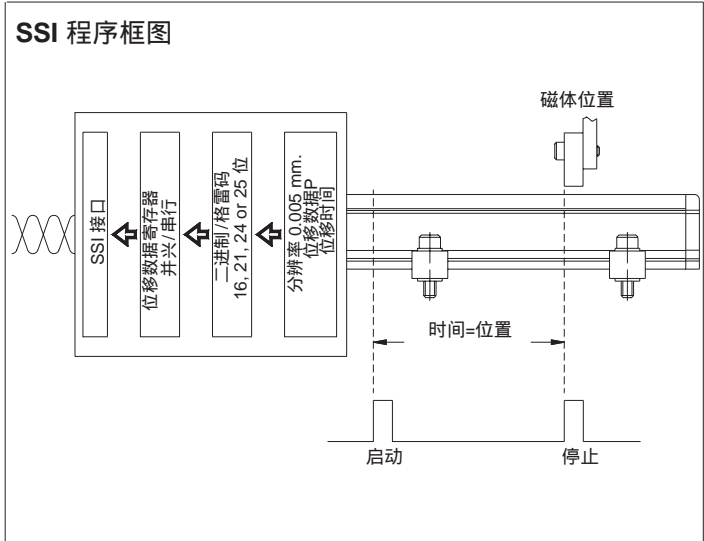 SSI 程序框图
磁体位置
SSI 接口
位移数据寄存器
并兴/串行
二进制/格雷码
16, 21, 24 or 25 位
分辨率 0.005 mm.
位移数据P
位移时间
时间=位置
启动
停止